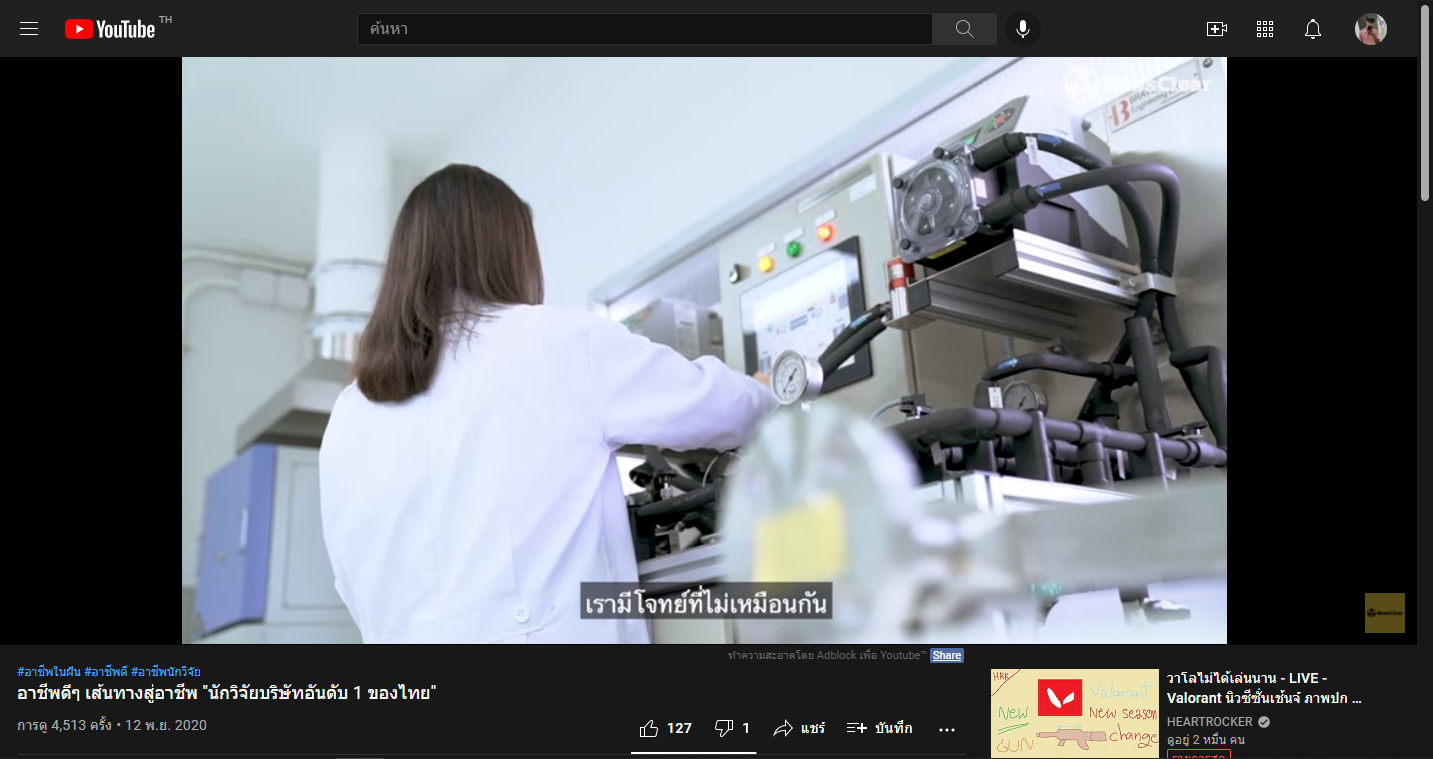 YouTube TH
ค้นหา
NewsClear
เรามีโจทย์ที่ไม่เหมือนกัน
ทำความสะอาดโดย Adblock เพื่อ Youtube™ Share
#อาชีพในฝัน #อาชีพดี #อาชีพนักวิจัย
อาชีพดีๆ เส้นทางสู่อาชีพ "นักวิจัยบริษัทอันดับ 1 ของไทย"
การดู 4,513 ครั้ง • 12 พ.ย. 2020
127
1
แชร์
บันทึก
HRK
Valorant
NEW
New season
GUN
change
วาโลไม่ได้เล่นนาน - LIVE -
Valorant นิวซีซั่นเช้นจ์ ภาพปก ...
HEARTROCKER
ดูอยู่ 2 หมื่น คน